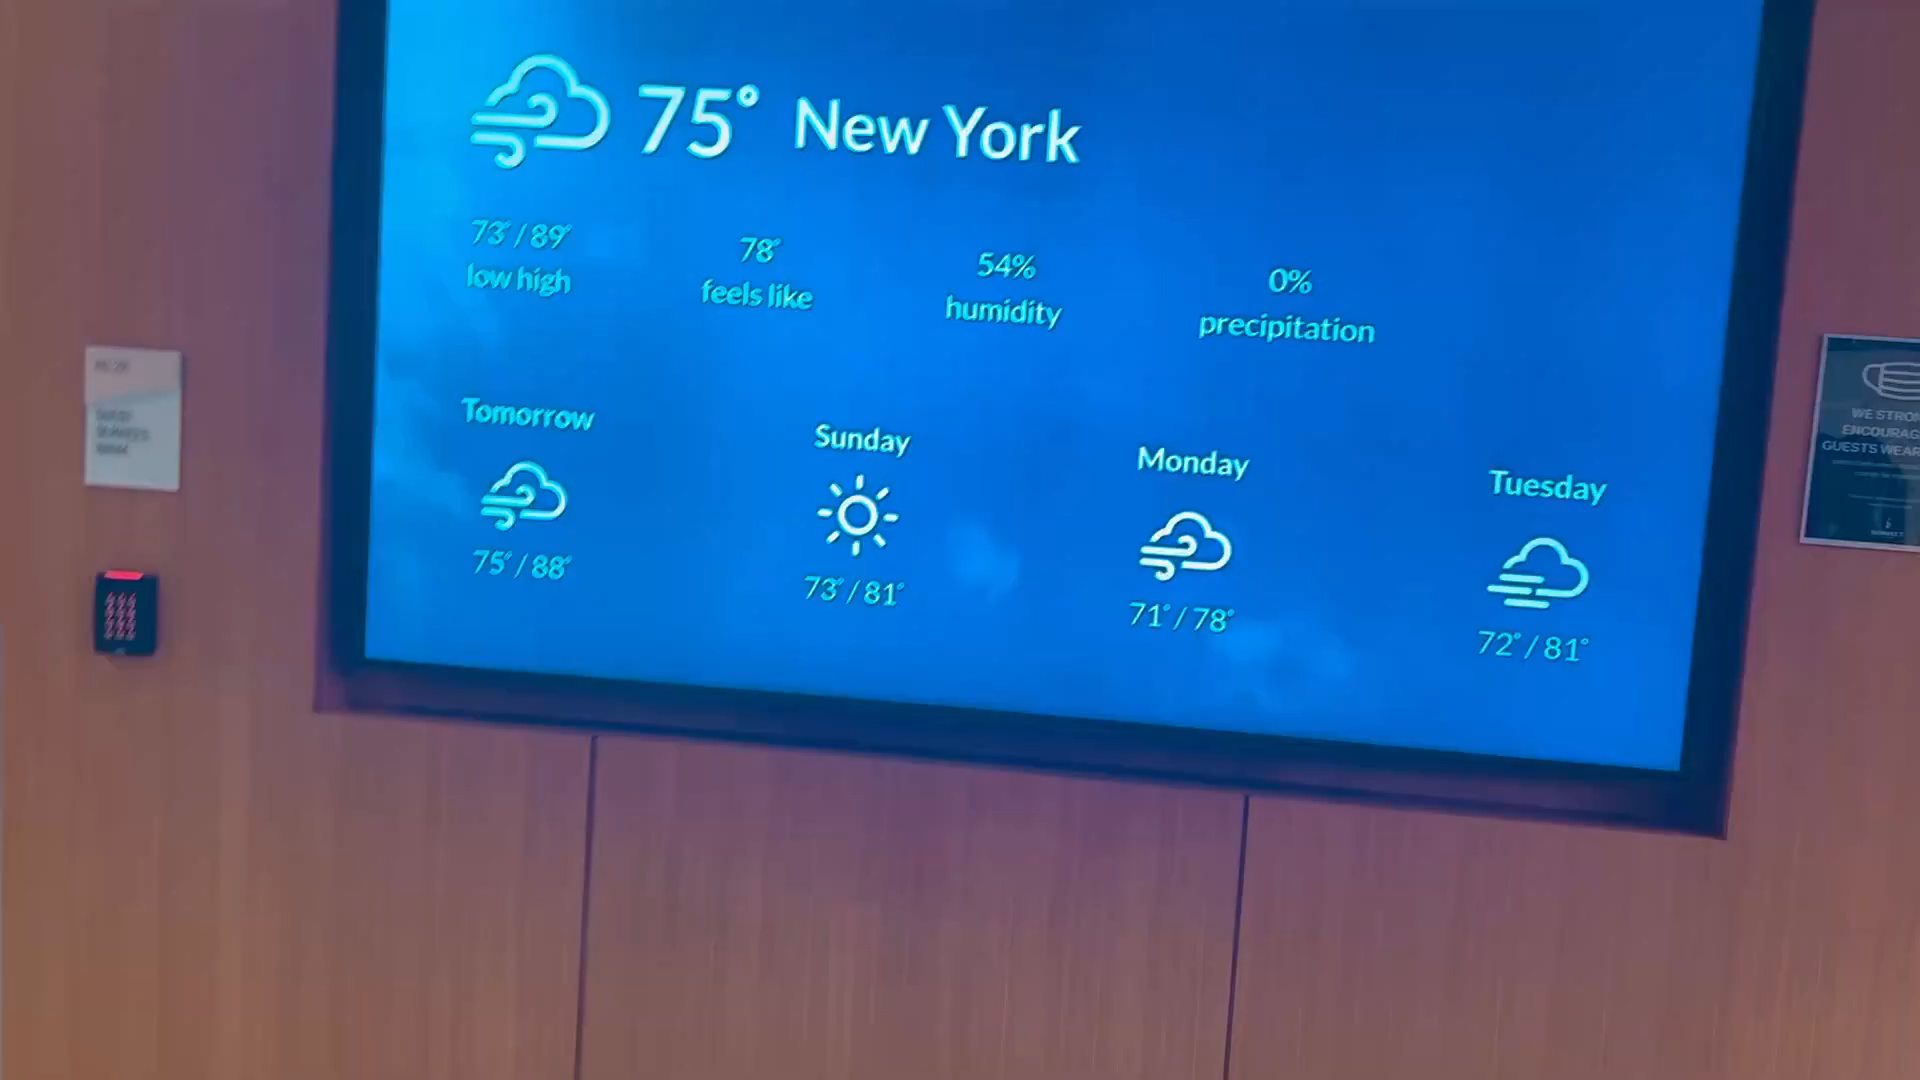 75° New York
73°/89° 78° 54% 0%
low high feels like humidity precipitation
Tomorrow Sunday Monday Tuesday
75°/88° 73°/81° 71°/78° 72°/81°
WE STRON
ENCOURAG
GUESTS WEAR